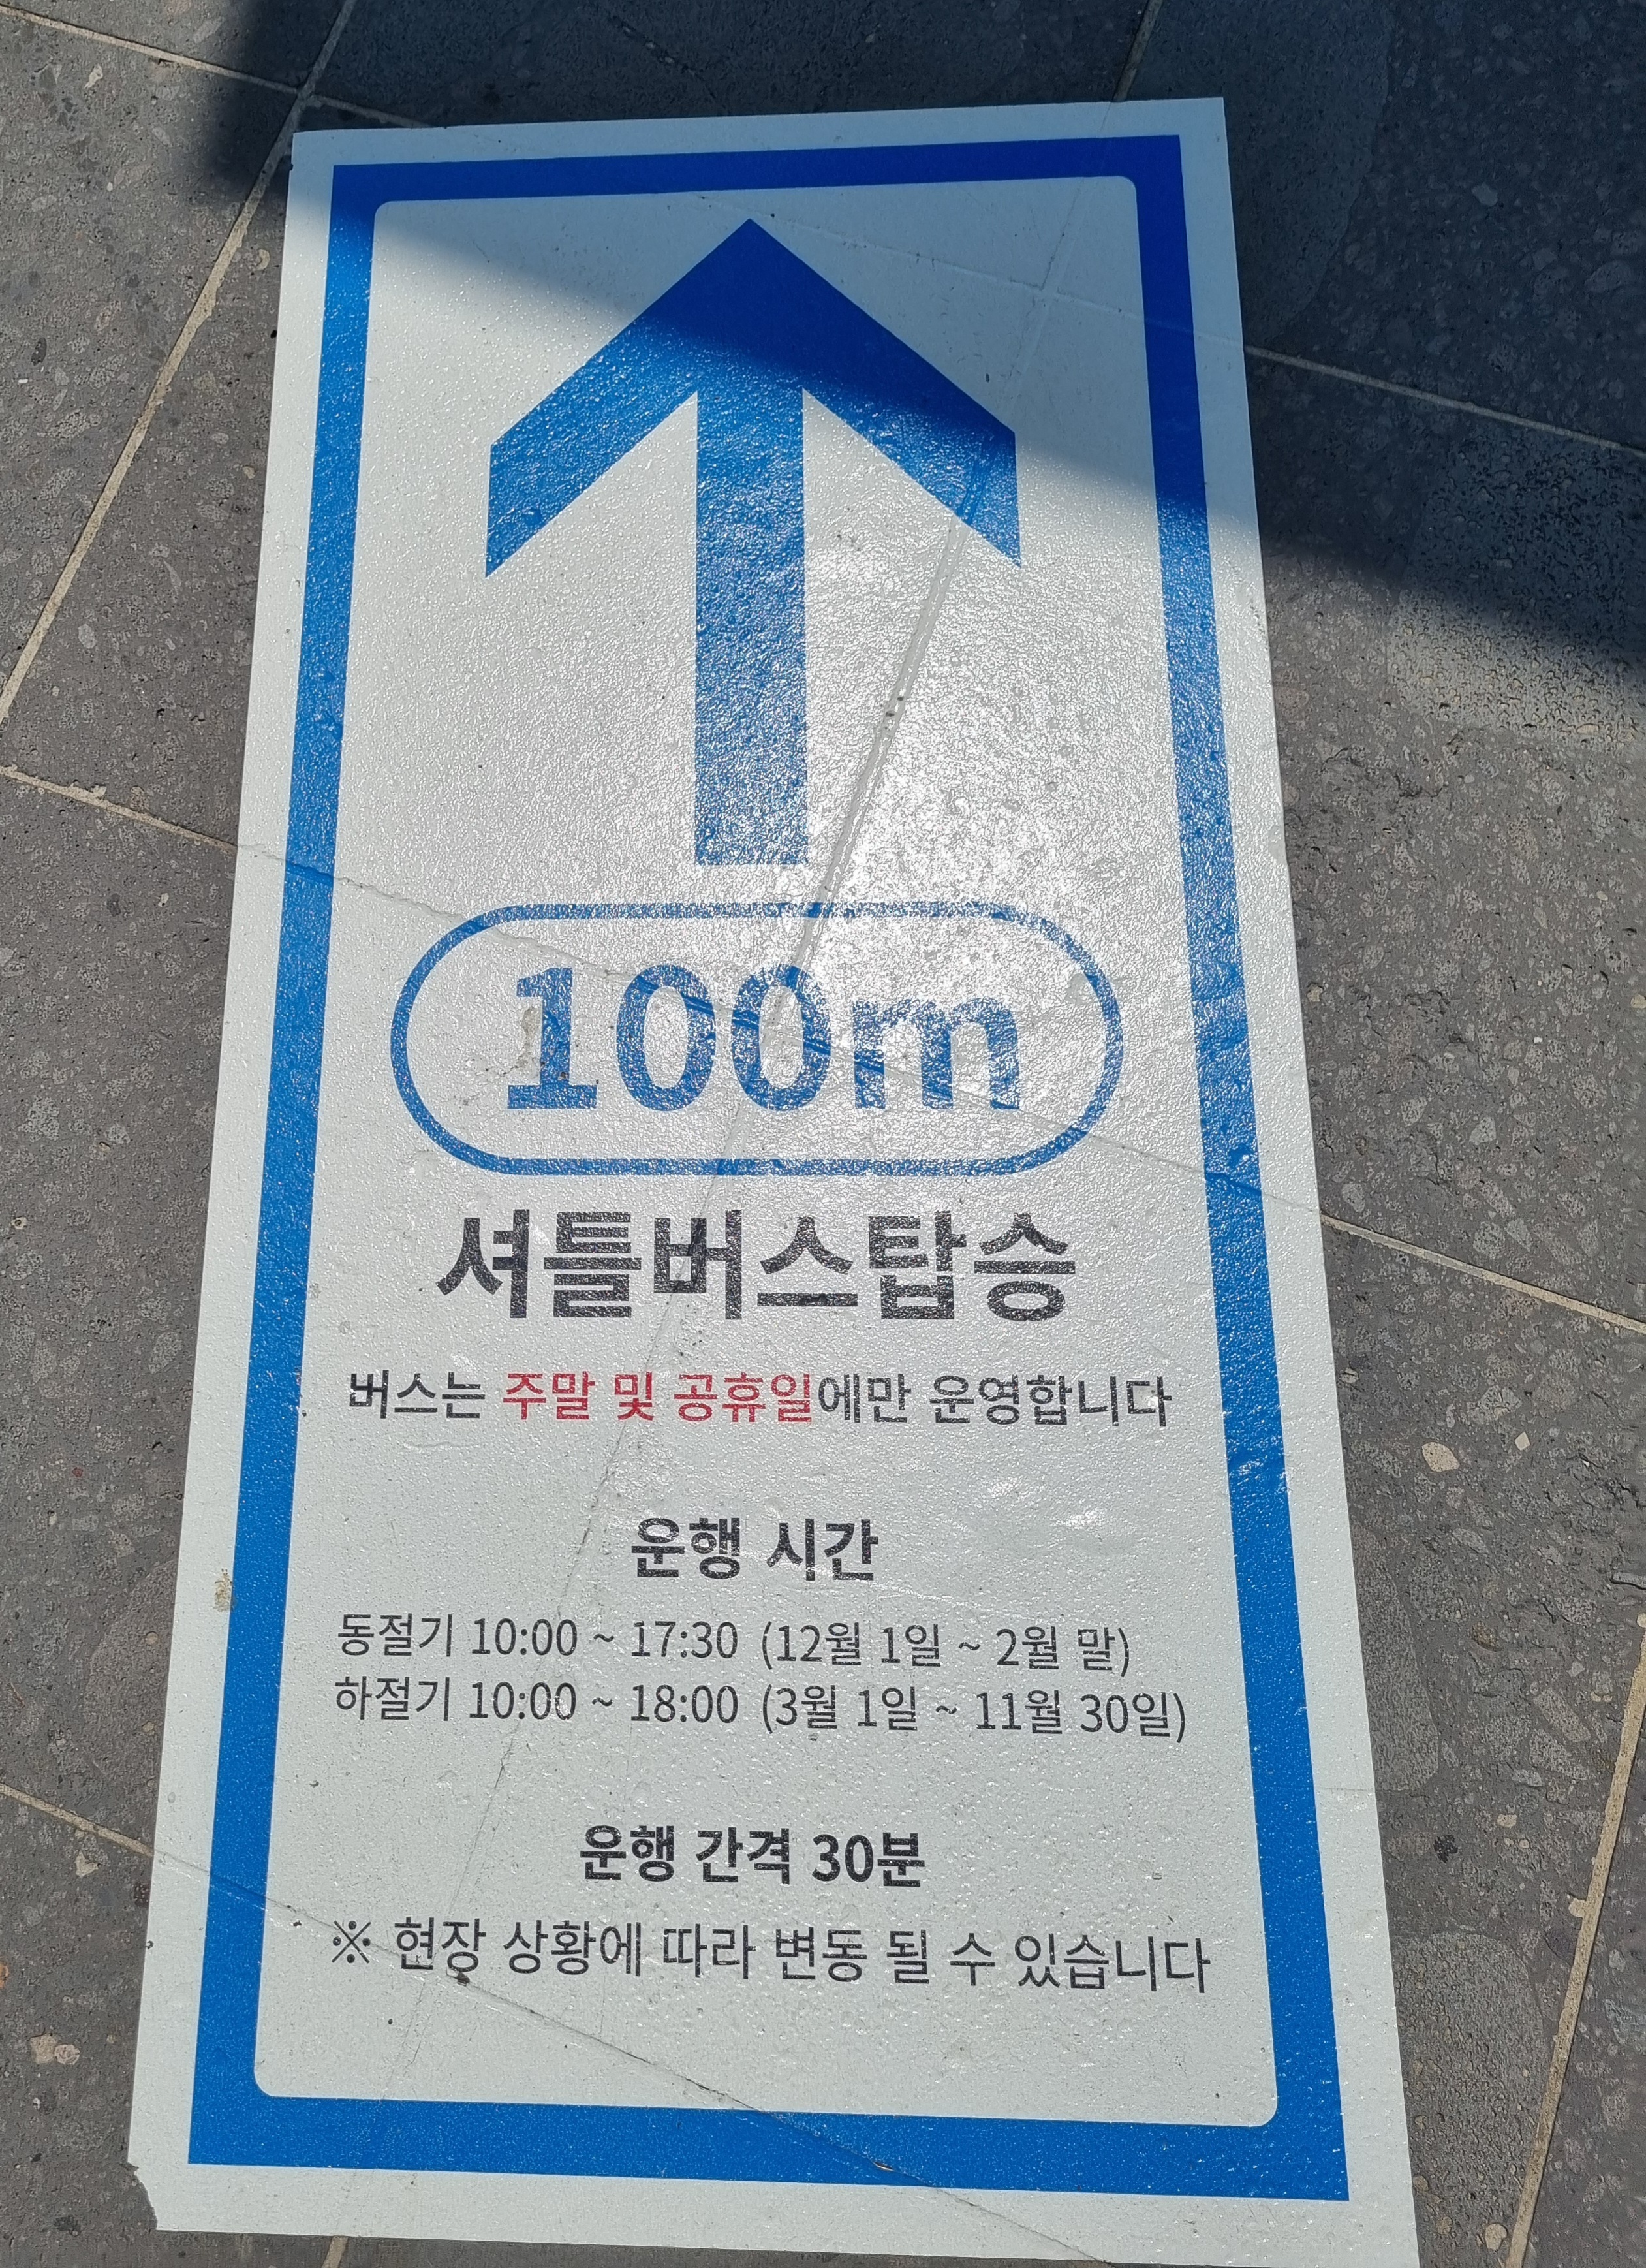 100m
셔틀버스탑승
버스는 주말 및 공휴일에만 운영합니다
운행 시간
동절기 10:00 ~ 17:30 (12월 1일 ~ 2월 말)
하절기 10:00 ~ 18:00 (3월 1일 ~ 11월 30일)
운행 간격 30분
※ 현장 상황에 따라 변동 될 수 있습니다